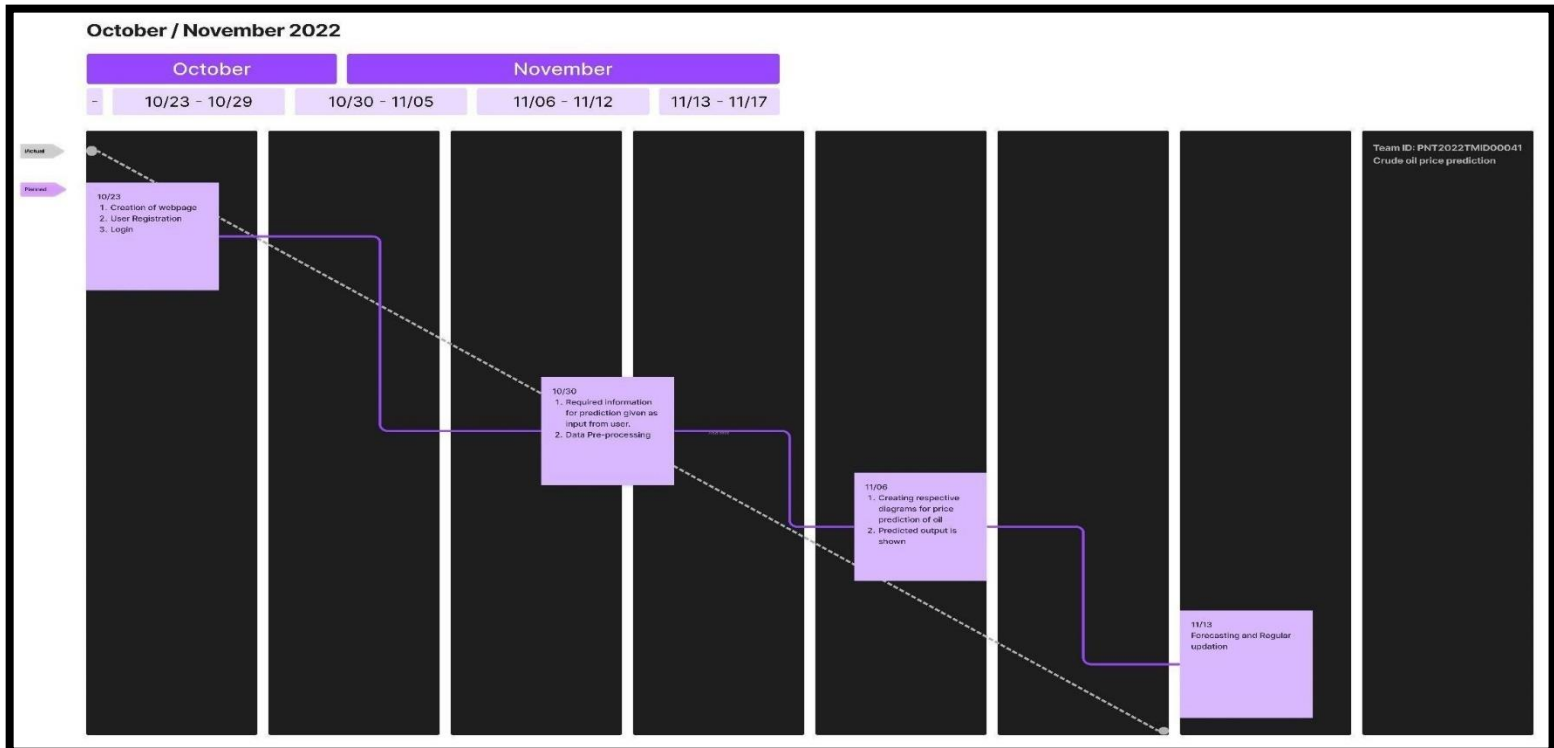 October / November 2022
October
November
-
10/23 - 10/29
10/30 - 11/05
11/06 - 11/12
11/13 - 11/17
Actual
Planned
Team ID: PNT2022TMID00041
Crude oil price prediction
10/23
1. Creation of webpage
2. User Registration
3. Login
10/30
1. Required information
for prediction given as
input from user.
2. Data Pre-processing
11/06
1. Creating respective
diagrams for price
prediction of oil
2. Predicted output is
shown
11/13
Forecasting and Regular
updation